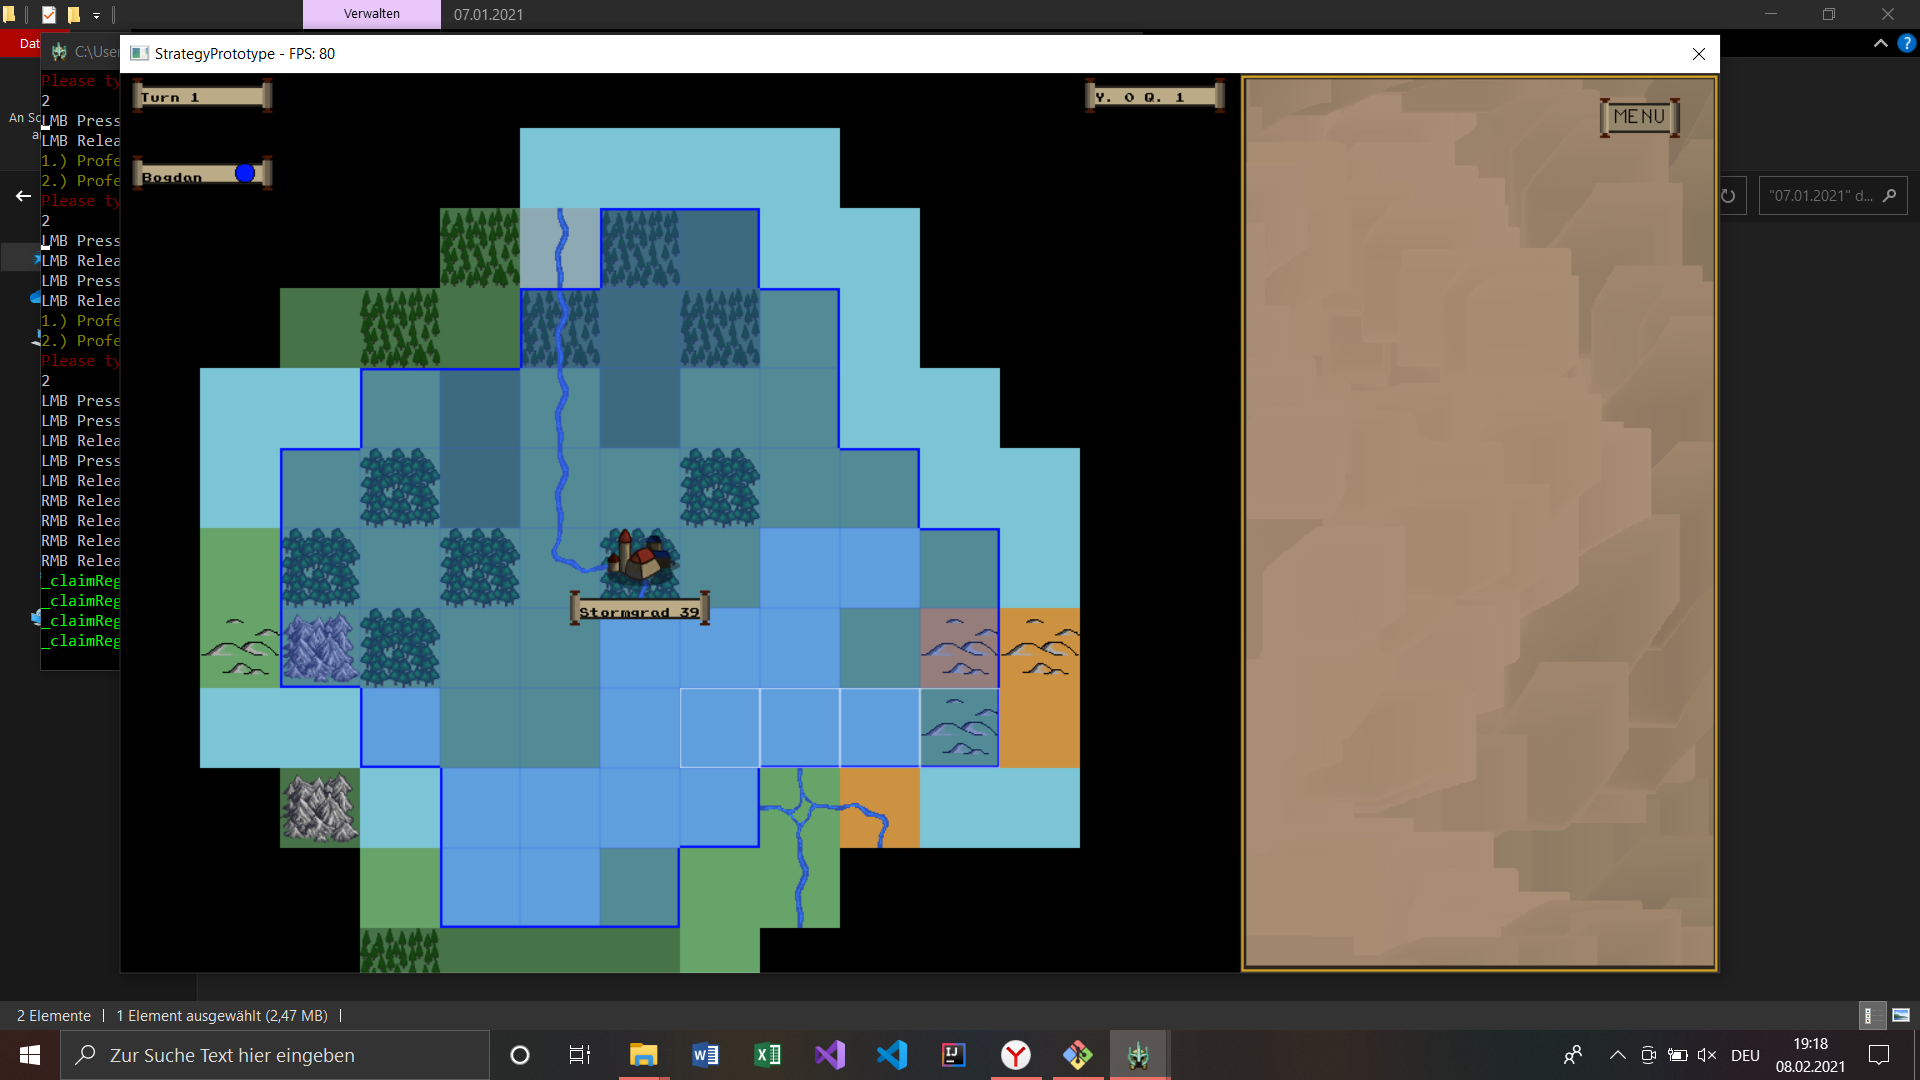 Verwalten
07.01.2021
Dat
C:\User
StrategyPrototype - FPS: 80
Please ty
2
LMB Press
LMB Relea
1.) Profe
2.) Profe
Please ty
2
LMB Press
LMB Relea
LMB Press
LMB Relea
1.) Profe
2.) Profe
Please ty
2
LMB Press
LMB Press
LMB Relea
LMB Press
LMB Relea
RMB Relea
RMB Relea
RMB Relea
RMB Relea
_claimReg
_claimReg
_claimReg
_claimReg
An Sc
a
Turn 1
Y. 0 Q. 1
MENU
Bogdan
Stormgrad 39
"07.01.2021" d...
2 Elemente
1 Element ausgewählt (2,47 MB)
Zur Suche Text hier eingeben
DEU
19:18
08.02.2021